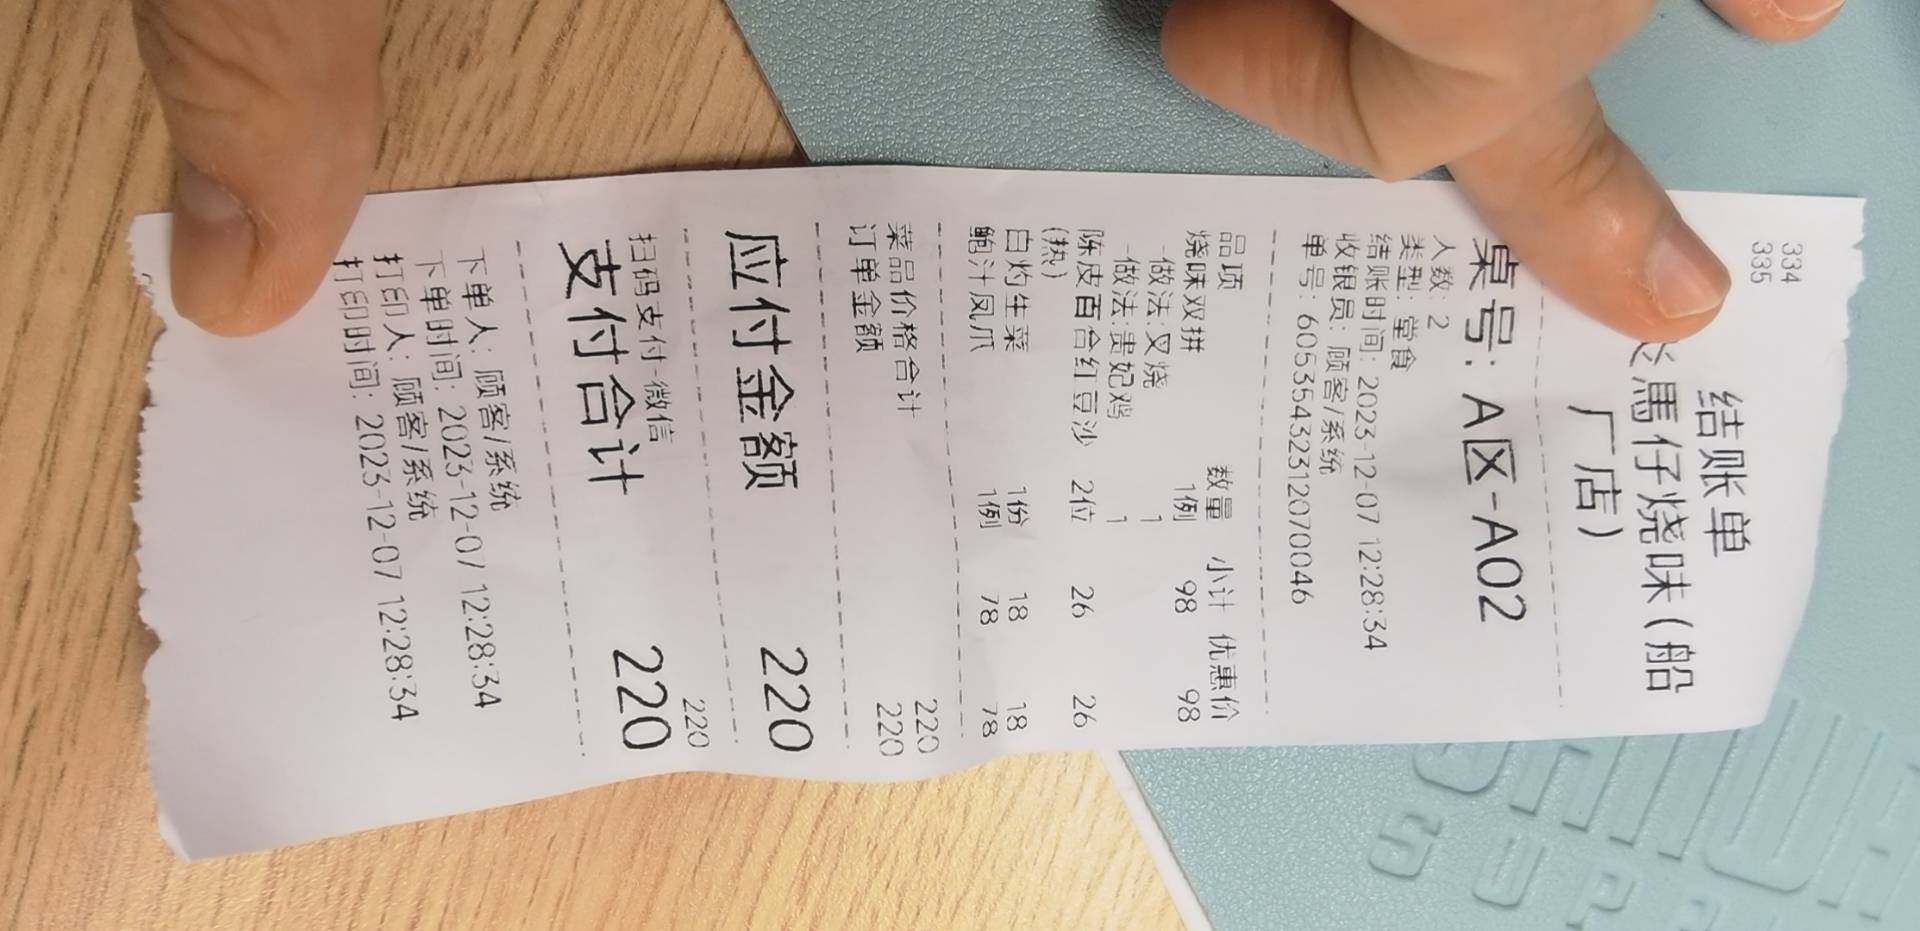 334
335
结账单
馬仔烧味(船
厂店)
桌号: A区-A02
人数: 2
类型: 堂食
结账时间: 2023-12-07 12:28:34
收银员: 顾客/系统
单号: 60535432312070046
品项 数量 小计 优惠价
烧味双拼 1例 98 98
-做法:叉烧 1
-做法:贵妃鸡 1
陈皮百合红豆沙 2位 26 26
(热)
白灼生菜 1份 18 18
鲍汁凤爪 1例 78 78
菜品价格合计 220
订单金额 220
应付金额 220
扫码支付-微信 220
支付合计 220
下单人: 顾客/系统
下单时间: 2023-12-07 12:28:34
打印人: 顾客/系统
打印时间: 2023-12-07 12:28:34